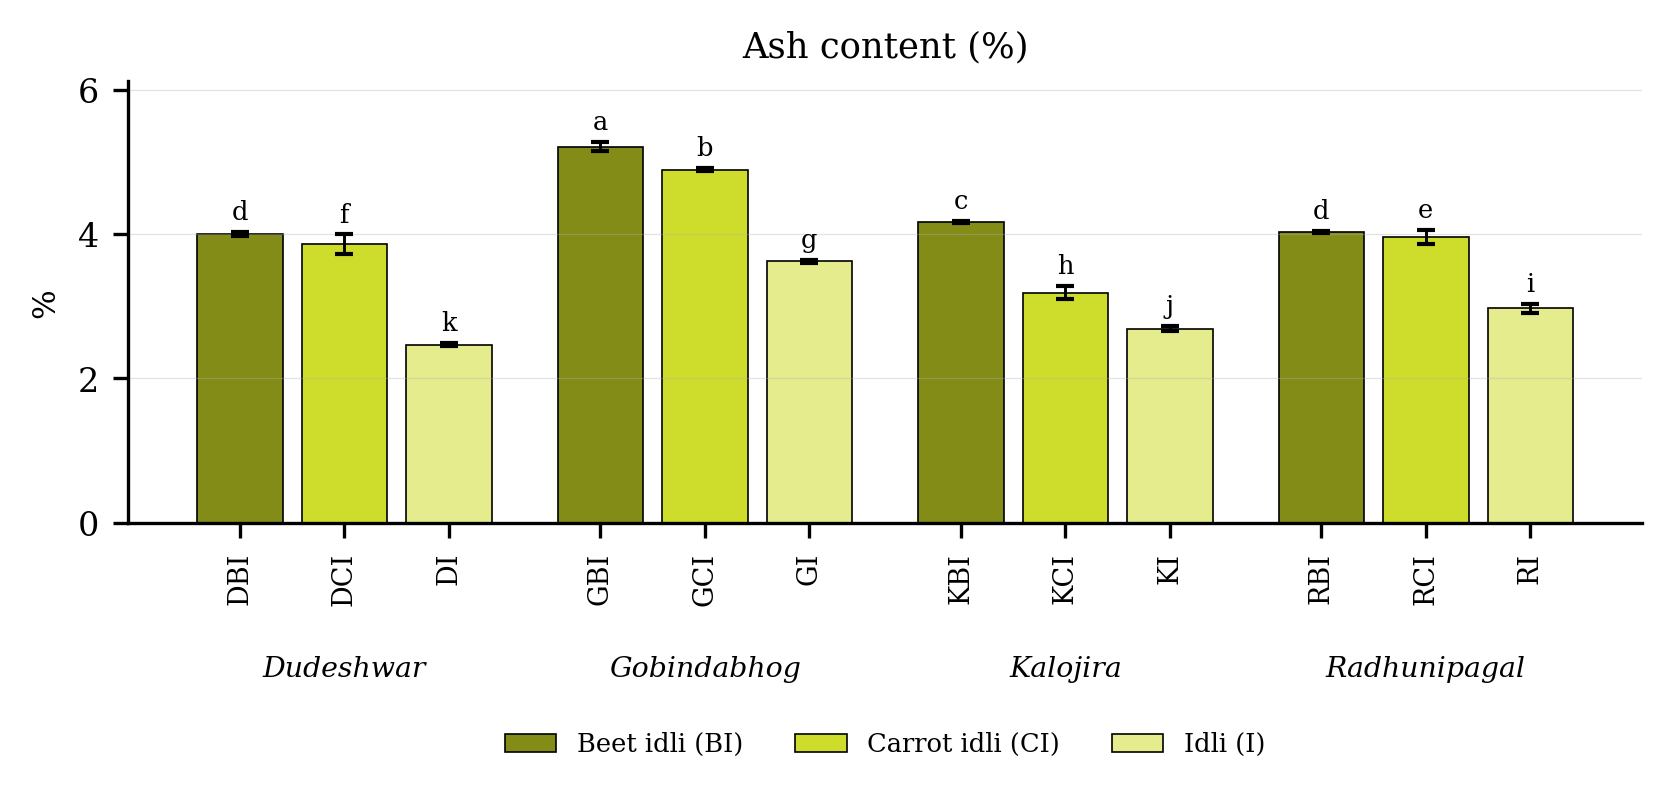 Ash content (%)
6
4
2
0
%
a
b
c
d
f
g
h
d
e
i
j
k
DBI
DCI
DI
GBI
GCI
GI
KBI
KCI
KI
RBI
RCI
RI
Dudeshwar
Gobindabhog
Kalojira
Radhunipagal
Beet idli (BI)
Carrot idli (CI)
Idli (I)